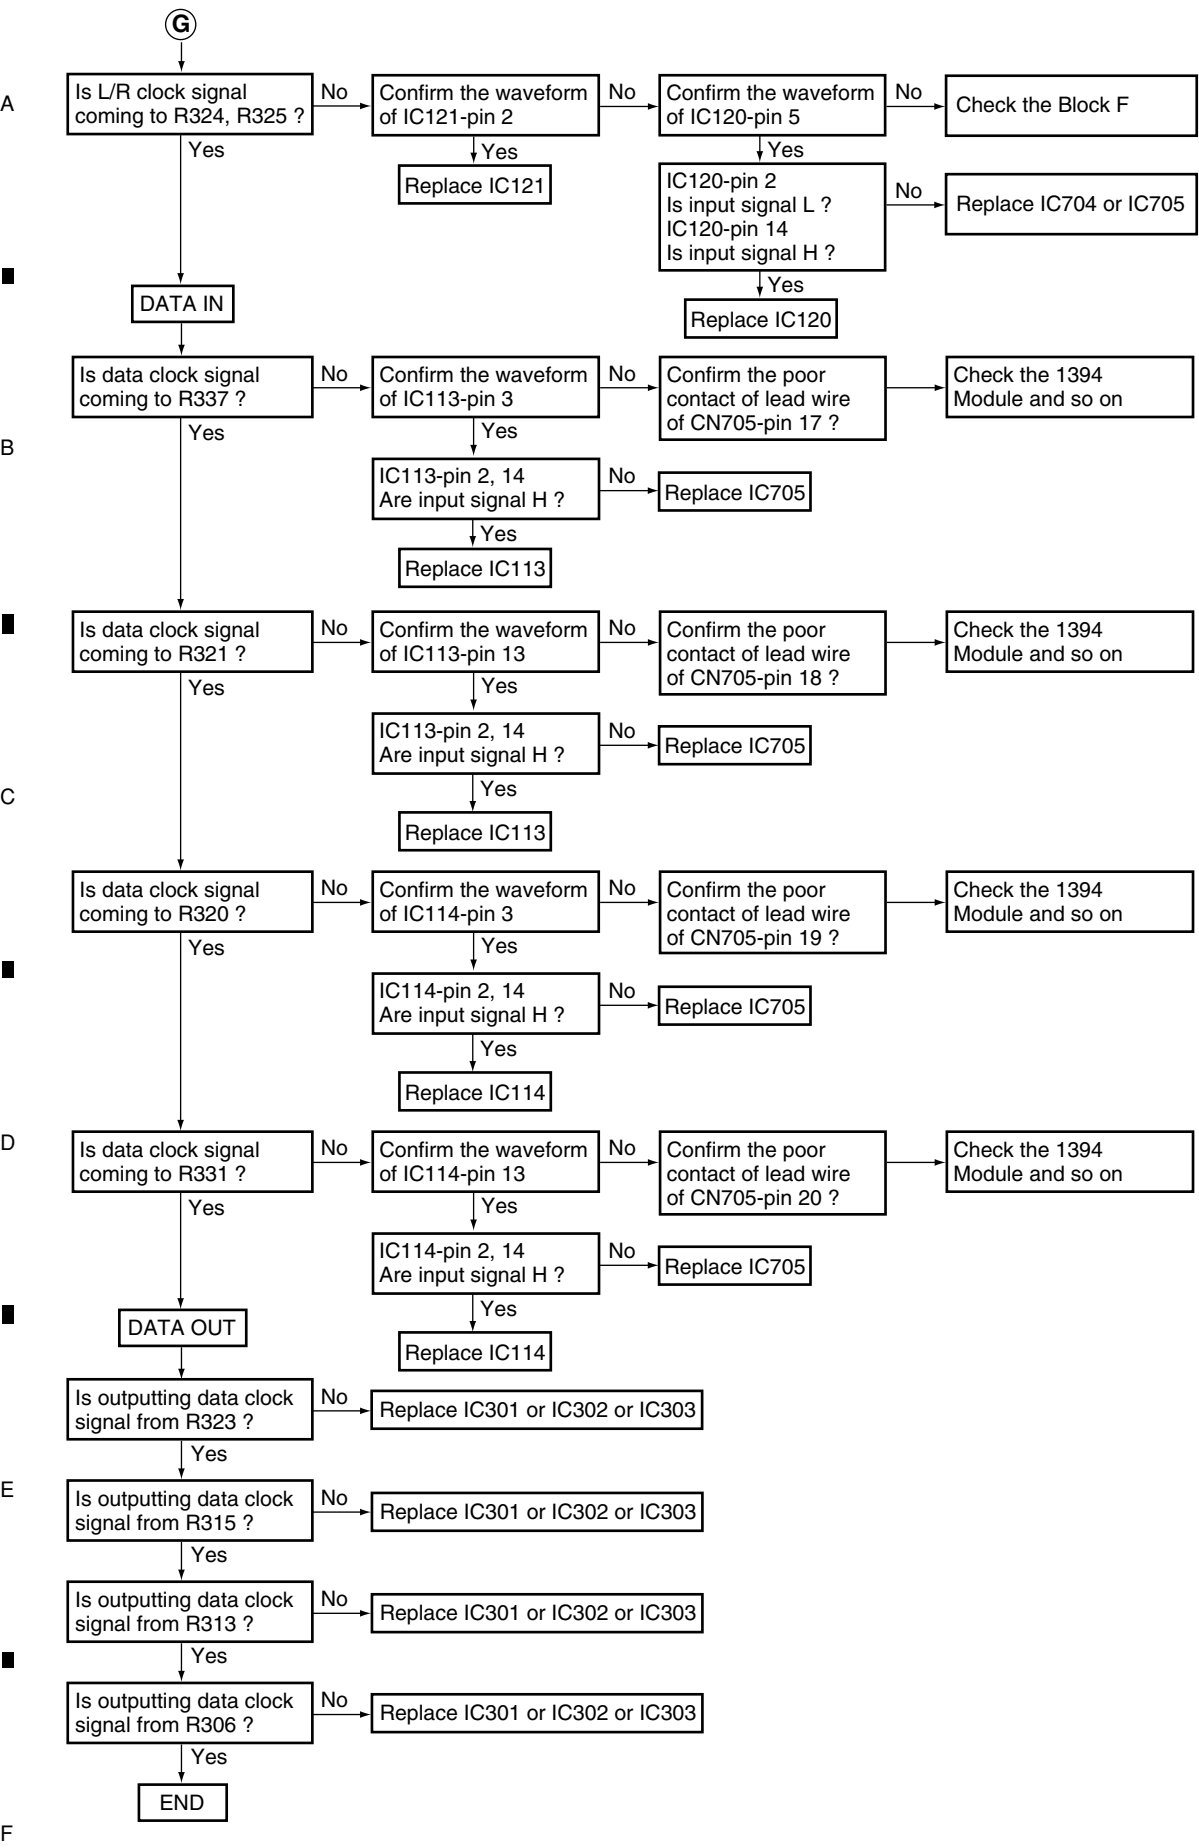 G
A
Is L/R clock signal
coming to R324, R325 ?
No
Confirm the waveform
of IC121-pin 2
No
Confirm the waveform
of IC120-pin 5
No
Check the Block F
Yes
Yes
Replace IC121
Yes
IC120-pin 2
Is input signal L ?
IC120-pin 14
Is input signal H ?
No
Replace IC704 or IC705
Yes
Replace IC120
DATA IN
Is data clock signal
coming to R337 ?
No
Confirm the waveform
of IC113-pin 3
No
Confirm the poor
contact of lead wire
of CN705-pin 17 ?
Check the 1394
Module and so on
B
Yes
Yes
IC113-pin 2, 14
Are input signal H ?
No
Replace IC705
Yes
Replace IC113
Is data clock signal
coming to R321 ?
No
Confirm the waveform
of IC113-pin 13
No
Confirm the poor
contact of lead wire
of CN705-pin 18 ?
Check the 1394
Module and so on
Yes
Yes
IC113-pin 2, 14
Are input signal H ?
No
Replace IC705
C
Yes
Replace IC113
Is data clock signal
coming to R320 ?
No
Confirm the waveform
of IC114-pin 3
No
Confirm the poor
contact of lead wire
of CN705-pin 19 ?
Check the 1394
Module and so on
Yes
Yes
IC114-pin 2, 14
Are input signal H ?
No
Replace IC705
Yes
Replace IC114
D
Is data clock signal
coming to R331 ?
No
Confirm the waveform
of IC114-pin 13
No
Confirm the poor
contact of lead wire
of CN705-pin 20 ?
Check the 1394
Module and so on
Yes
Yes
IC114-pin 2, 14
Are input signal H ?
No
Replace IC705
Yes
Replace IC114
DATA OUT
Is outputting data clock
signal from R323 ?
No
Replace IC301 or IC302 or IC303
Yes
E
Is outputting data clock
signal from R315 ?
No
Replace IC301 or IC302 or IC303
Yes
Is outputting data clock
signal from R313 ?
No
Replace IC301 or IC302 or IC303
Yes
Is outputting data clock
signal from R306 ?
No
Replace IC301 or IC302 or IC303
Yes
END
F